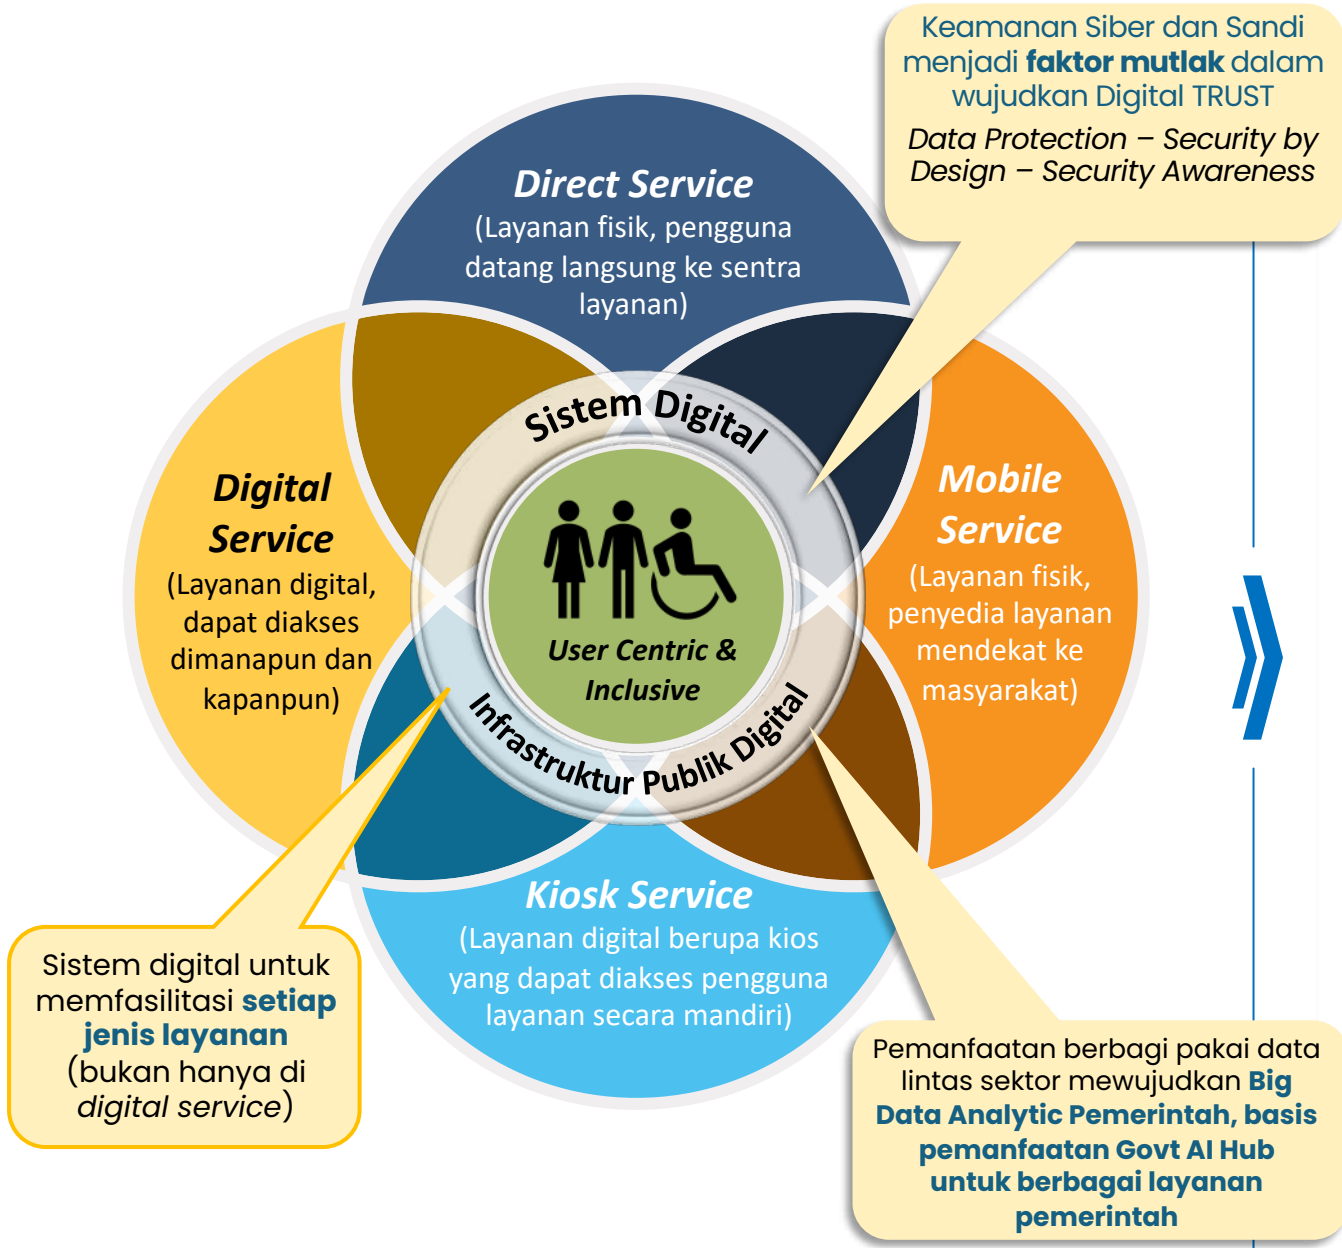 Keamanan Siber dan Sandi
menjadi faktor mutlak dalam
wujudkan Digital TRUST
Data Protection – Security by
Design – Security Awareness
Direct Service
(Layanan fisik, pengguna
datang langsung ke sentra
layanan)
Sistem Digital
Digital
Service
(Layanan digital,
dapat diakses
dimanapun dan
kapanpun)
User Centric &
Inclusive
Mobile
Service
(Layanan fisik,
penyedia layanan
mendekat ke
masyarakat)
Infrastruktur Publik Digital
Kiosk Service
(Layanan digital berupa kios
yang dapat diakses pengguna
layanan secara mandiri)
Sistem digital untuk
memfasilitasi setiap
jenis layanan
(bukan hanya di
digital service)
Pemanfaatan berbagi pakai data
lintas sektor mewujudkan Big
Data Analytic Pemerintah, basis
pemanfaatan Govt AI Hub
untuk berbagai layanan
pemerintah